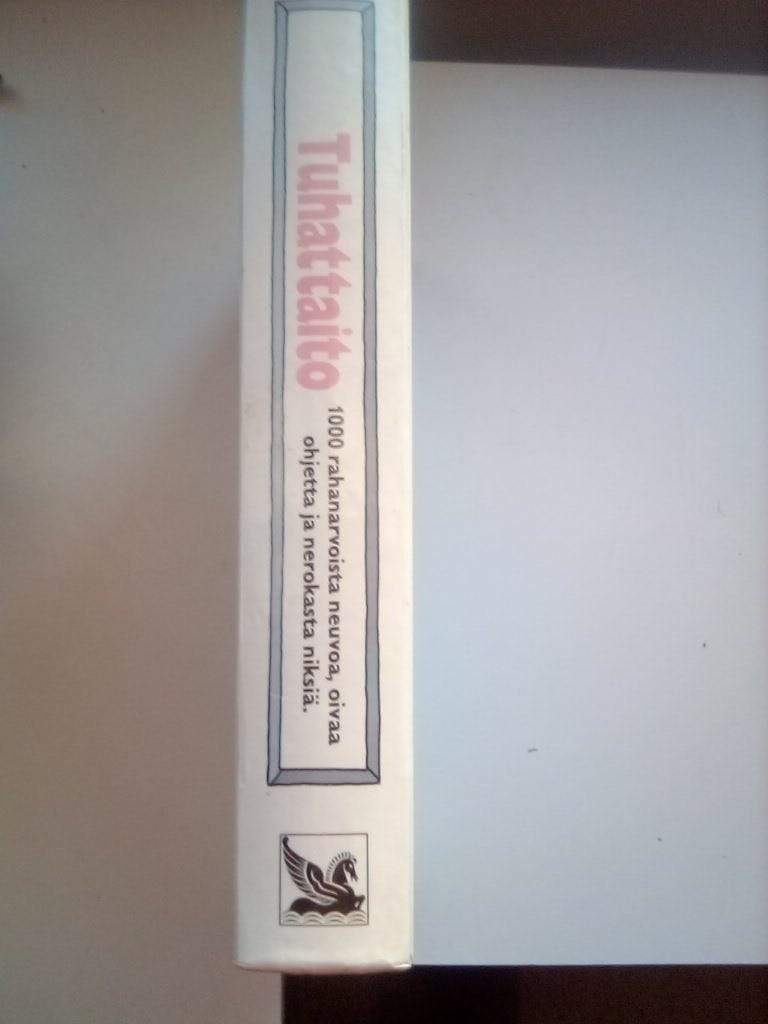 Tuhattaito
1000 rahanarvoista neuvoa, oivaa
ohjetta ja nerokasta niksiä.